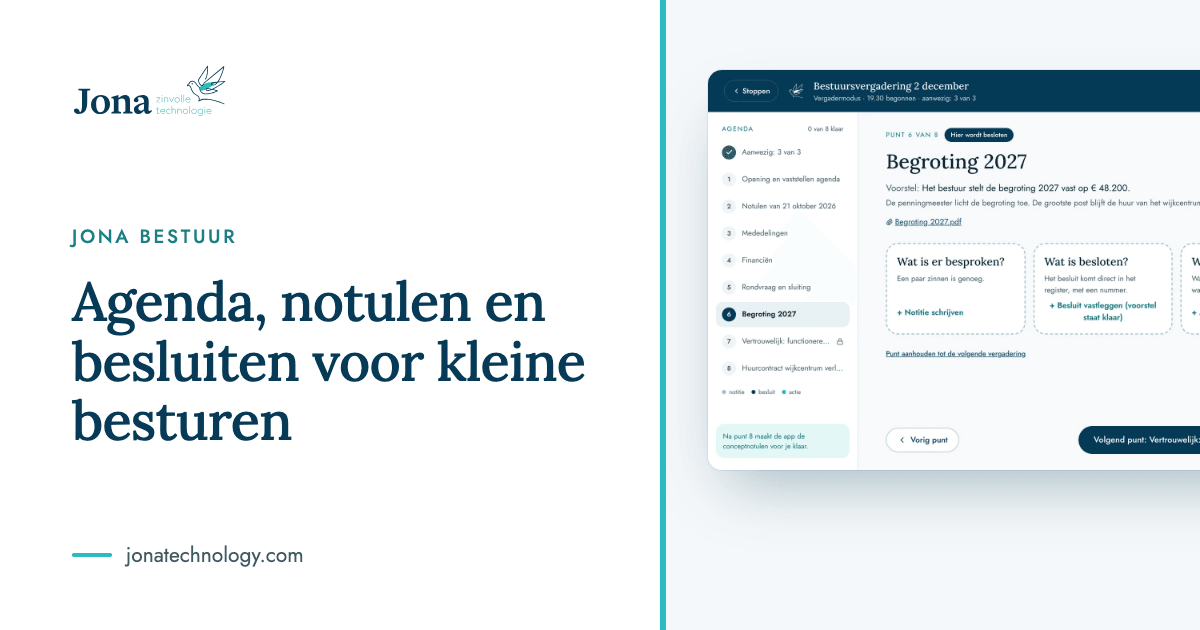 Jona zinvolle technologie
JONA BESTUUR
Agenda, notulen en
besluiten voor kleine
besturen
jonatechnology.com
Stoppen
Bestuursvergadering 2 december
Vergadermodus · 19.30 begonnen · aanwezig: 3 van 3
AGENDA
0 van 8 klaar
Aanwezig: 3 van 3
1 Opening en vaststellen agenda
2 Notulen van 21 oktober 2026
3 Mededelingen
4 Financiën
5 Rondvraag en sluiting
6 Begroting 2027
7 Vertrouwelijk: functionere...
8 Huurcontract wijkcentrum verl...
notitie besluit actie
Na punt 8 maakt de app de
conceptnotulen voor je klaar.
PUNT 6 VAN 8
Hier wordt besloten
Begroting 2027
Voorstel: Het bestuur stelt de begroting 2027 vast op € 48.200.
De penningmeester licht de begroting toe. De grootste post blijft de huur van het wijkcentrum
Begroting 2027.pdf
Wat is er besproken?
Een paar zinnen is genoeg.
+ Notitie schrijven
Wat is besloten?
Het besluit komt direct in het
register, met een nummer.
+ Besluit vastleggen (voorstel
staat klaar)
Punt aanhouden tot de volgende vergadering
Vorig punt
Volgend punt: Vertrouwelijk: